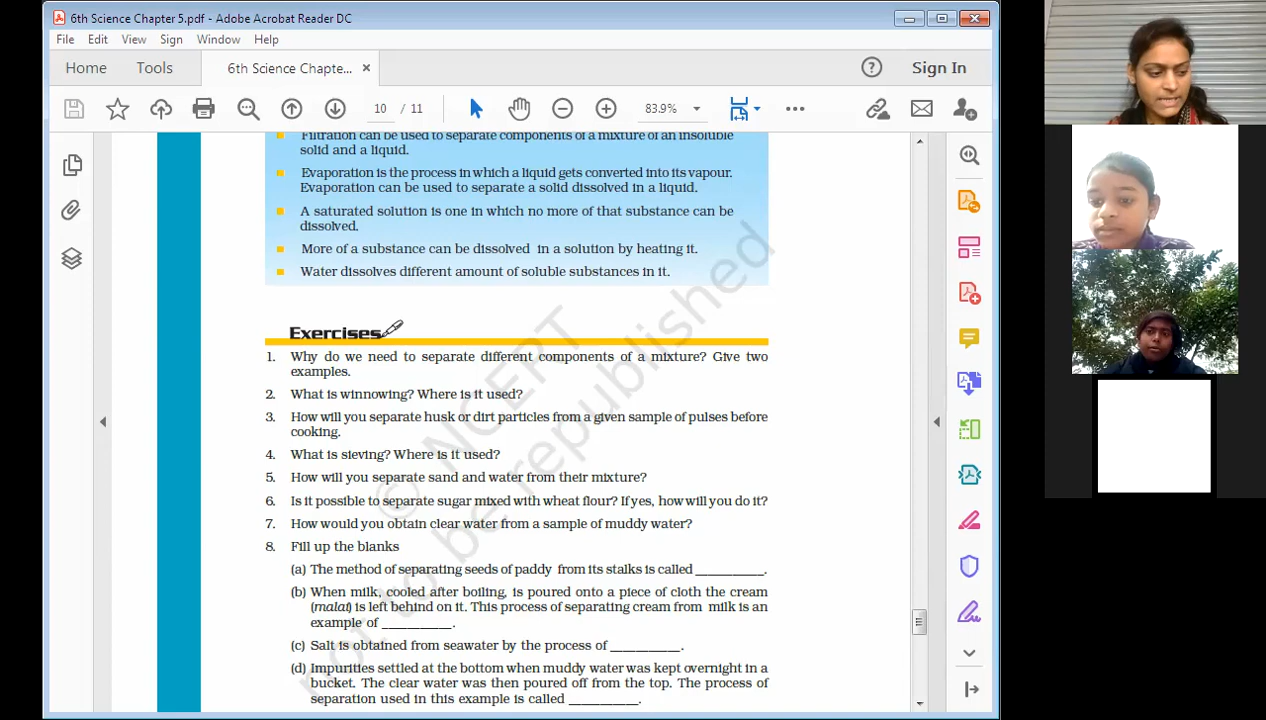 6th Science Chapter 5.pdf - Adobe Acrobat Reader DC
File Edit View Sign Window Help
Home Tools 6th Science Chapte... × Sign In
10 / 11 83.9%
Filtration can be used to separate components of a mixture of an insoluble
solid and a liquid.
Evaporation is the process in which a liquid gets converted into its vapour.
Evaporation can be used to separate a solid dissolved in a liquid.
A saturated solution is one in which no more of that substance can be
dissolved.
More of a substance can be dissolved in a solution by heating it.
Water dissolves different amount of soluble substances in it.
Exercises
1. Why do we need to separate different components of a mixture? Give two
examples.
2. What is winnowing? Where is it used?
3. How will you separate husk or dirt particles from a given sample of pulses before
cooking.
4. What is sieving? Where is it used?
5. How will you separate sand and water from their mixture?
6. Is it possible to separate sugar mixed with wheat flour? If yes, how will you do it?
7. How would you obtain clear water from a sample of muddy water?
8. Fill up the blanks
(a) The method of separating seeds of paddy from its stalks is called ___________.
(b) When milk, cooled after boiling, is poured onto a piece of cloth the cream
(malai) is left behind on it. This process of separating cream from milk is an
example of ___________.
(c) Salt is obtained from seawater by the process of ___________.
(d) Impurities settled at the bottom when muddy water was kept overnight in a
bucket. The clear water was then poured off from the top. The process of
separation used in this example is called ___________.
© NCERT
not to be republished